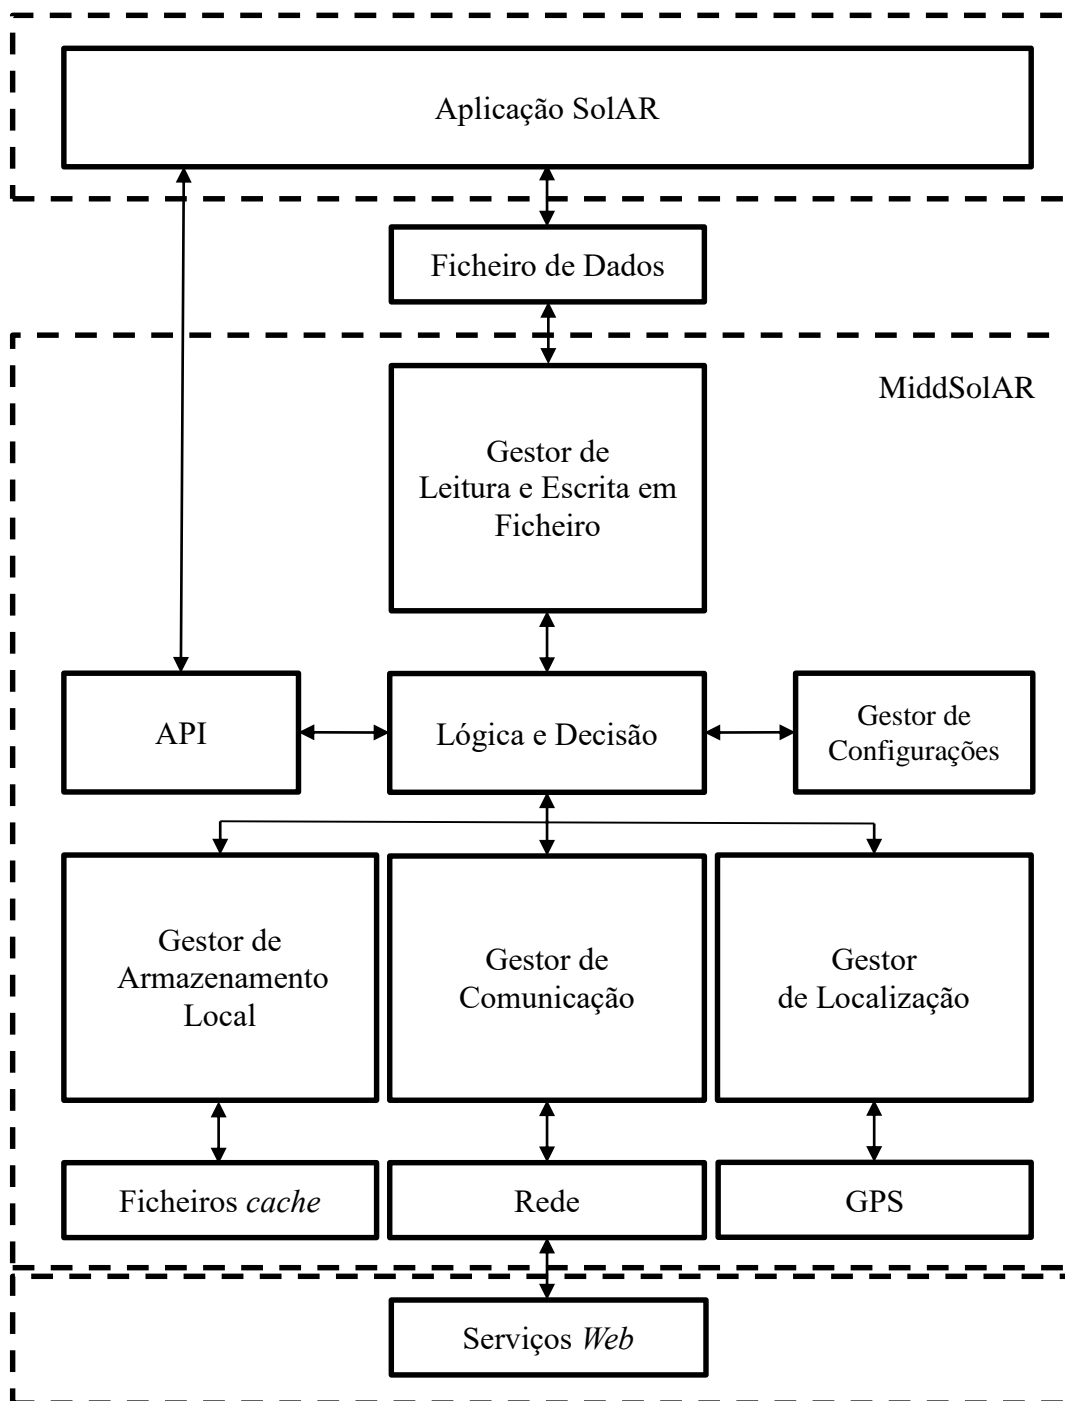 Aplicação SolAR
Ficheiro de Dados
MiddSolAR
Gestor de
Leitura e Escrita em
Ficheiro
API
Lógica e Decisão
Gestor de
Configurações
Gestor de
Armazenamento
Local
Gestor de
Comunicação
Gestor
de Localização
Ficheiros cache
Rede
GPS
Serviços Web